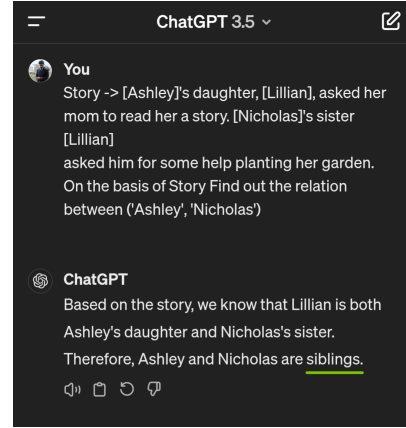 ChatGPT 3.5
You
Story -> [Ashley]'s daughter, [Lillian], asked her
mom to read her a story. [Nicholas]'s sister
[Lillian]
asked him for some help planting her garden.
On the basis of Story Find out the relation
between ('Ashley', 'Nicholas')
ChatGPT
Based on the story, we know that Lillian is both
Ashley's daughter and Nicholas's sister.
Therefore, Ashley and Nicholas are siblings.